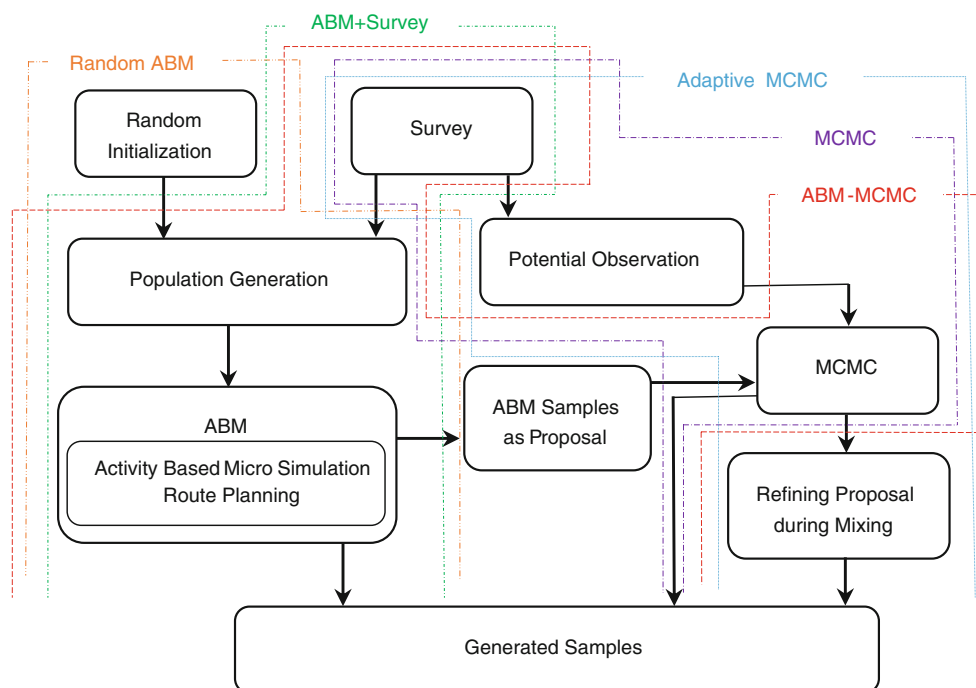 ABM+Survey
Random ABM
Adaptive MCMC
Random
Initialization
Survey
MCMC
ABM-MCMC
Population Generation
Potential Observation
MCMC
ABM
Activity Based Micro Simulation
Route Planning
ABM Samples
as Proposal
Refining Proposal
during Mixing
Generated Samples